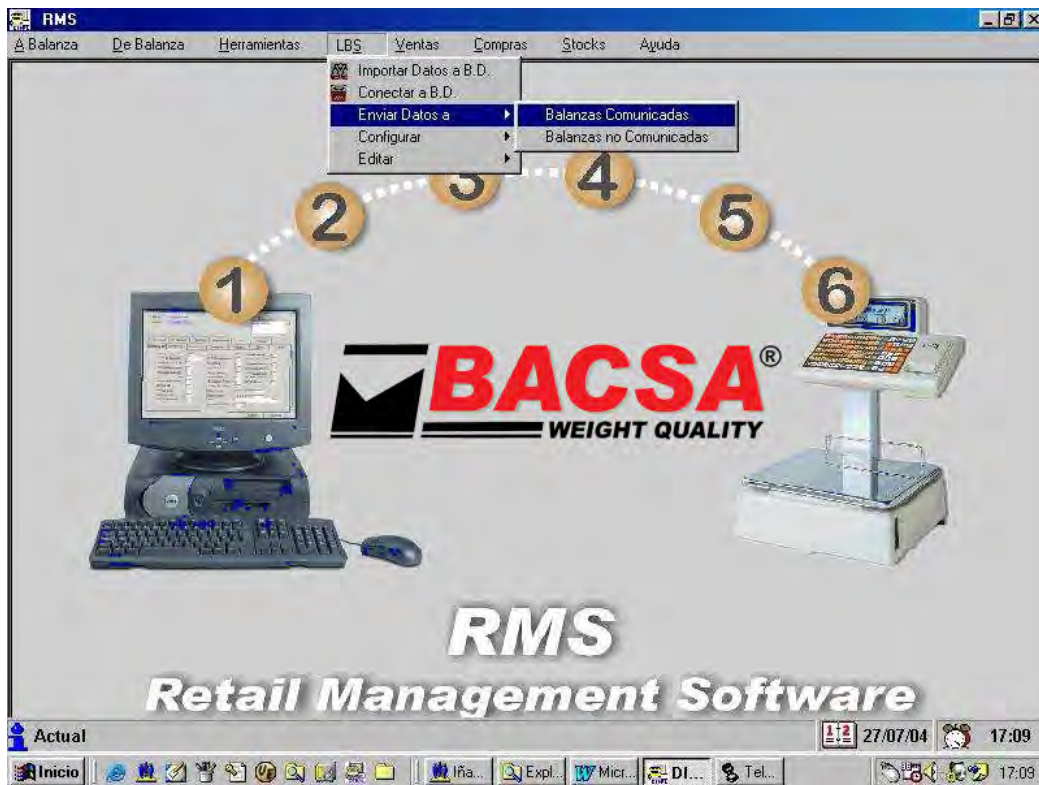 RMS
A Balanza De Balanza Herramientas LBS Ventas Compras Stocks Ayuda
Importar Datos a B.D.
Conectar a B.D.
Enviar Datos a Balanzas Comunicadas
Configurar Balanzas no Comunicadas
Editar
1 2 3 4 5 6
BACSA®
WEIGHT QUALITY
RMS
Retail Management Software
Actual 27/07/04 17:09
Inicio Iña... Expl... Micr... DI... Tel... 17:09